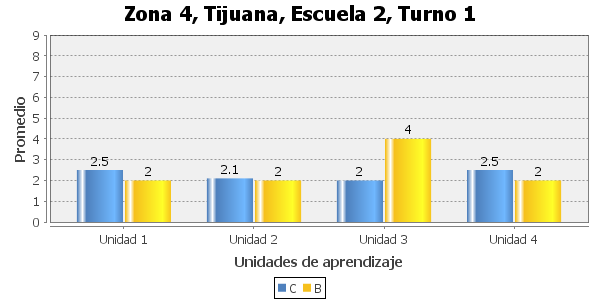 Zona 4, Tijuana, Escuela 2, Turno 1
Promedio
9
8
7
6
5
4
3
2
1
0
2.5
2
2.1
2
2
4
2.5
2
Unidad 1
Unidad 2
Unidad 3
Unidad 4
Unidades de aprendizaje
C B